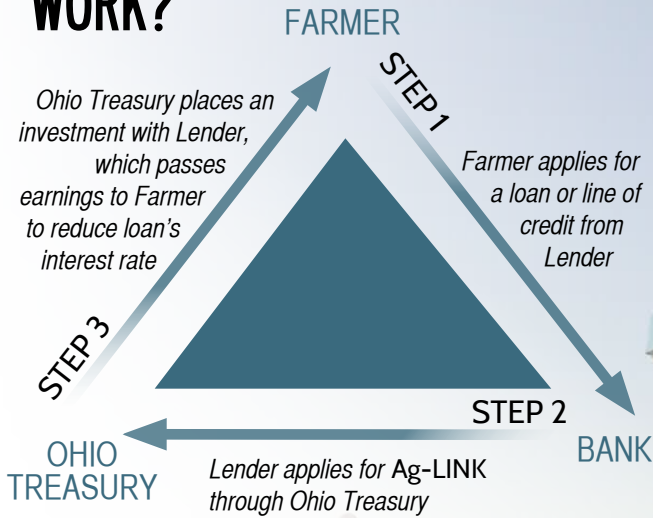 WORK?
FARMER
STEP 1
Farmer applies for
a loan or line of
credit from
Lender
BANK
STEP 2
Lender applies for Ag-LINK
through Ohio Treasury
OHIO
TREASURY
STEP 3
Ohio Treasury places an
investment with Lender,
which passes
earnings to Farmer
to reduce loan's
interest rate